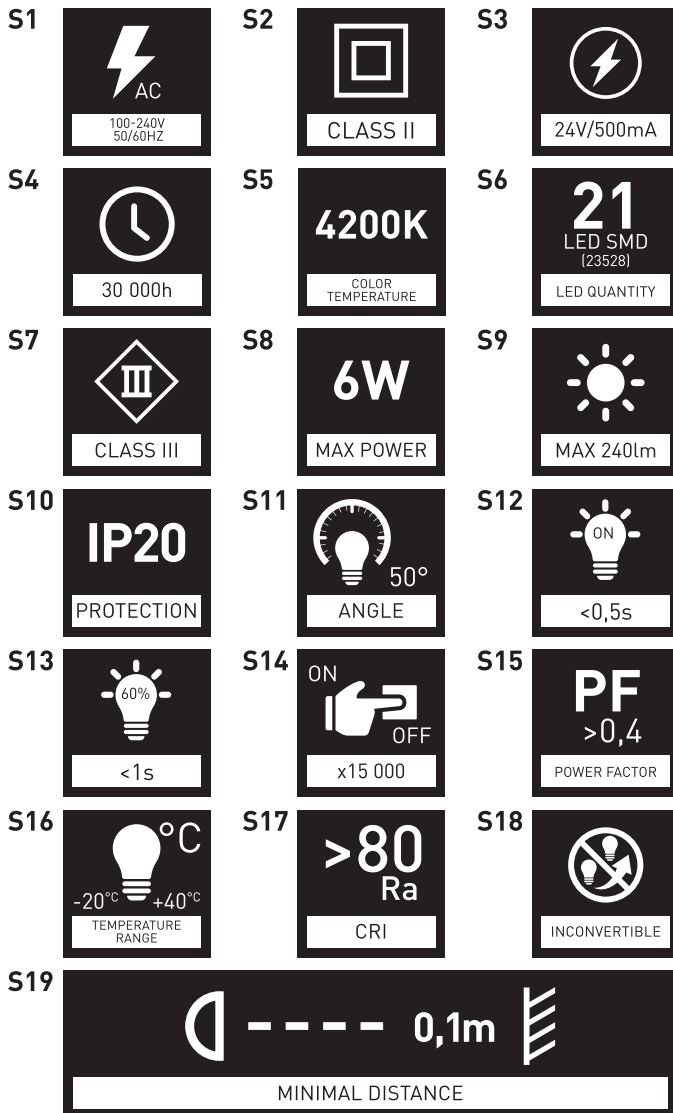 S1
AC
100-240V
50/60HZ
S2
CLASS II
S3
24V/500mA
S4
30 000h
S5
4200K
COLOR
TEMPERATURE
S6
21
LED SMD
(23528)
LED QUANTITY
S7
III
CLASS III
S8
6W
MAX POWER
S9
MAX 240lm
S10
IP20
PROTECTION
S11
50°
ANGLE
S12
ON
<0,5s
S13
60%
<1s
S14
ON
OFF
x15 000
S15
PF
>0,4
POWER FACTOR
S16
°C
-20°C +40°C
TEMPERATURE
RANGE
S17
>80
Ra
CRI
S18
INCONVERTIBLE
S19
0,1m
MINIMAL DISTANCE